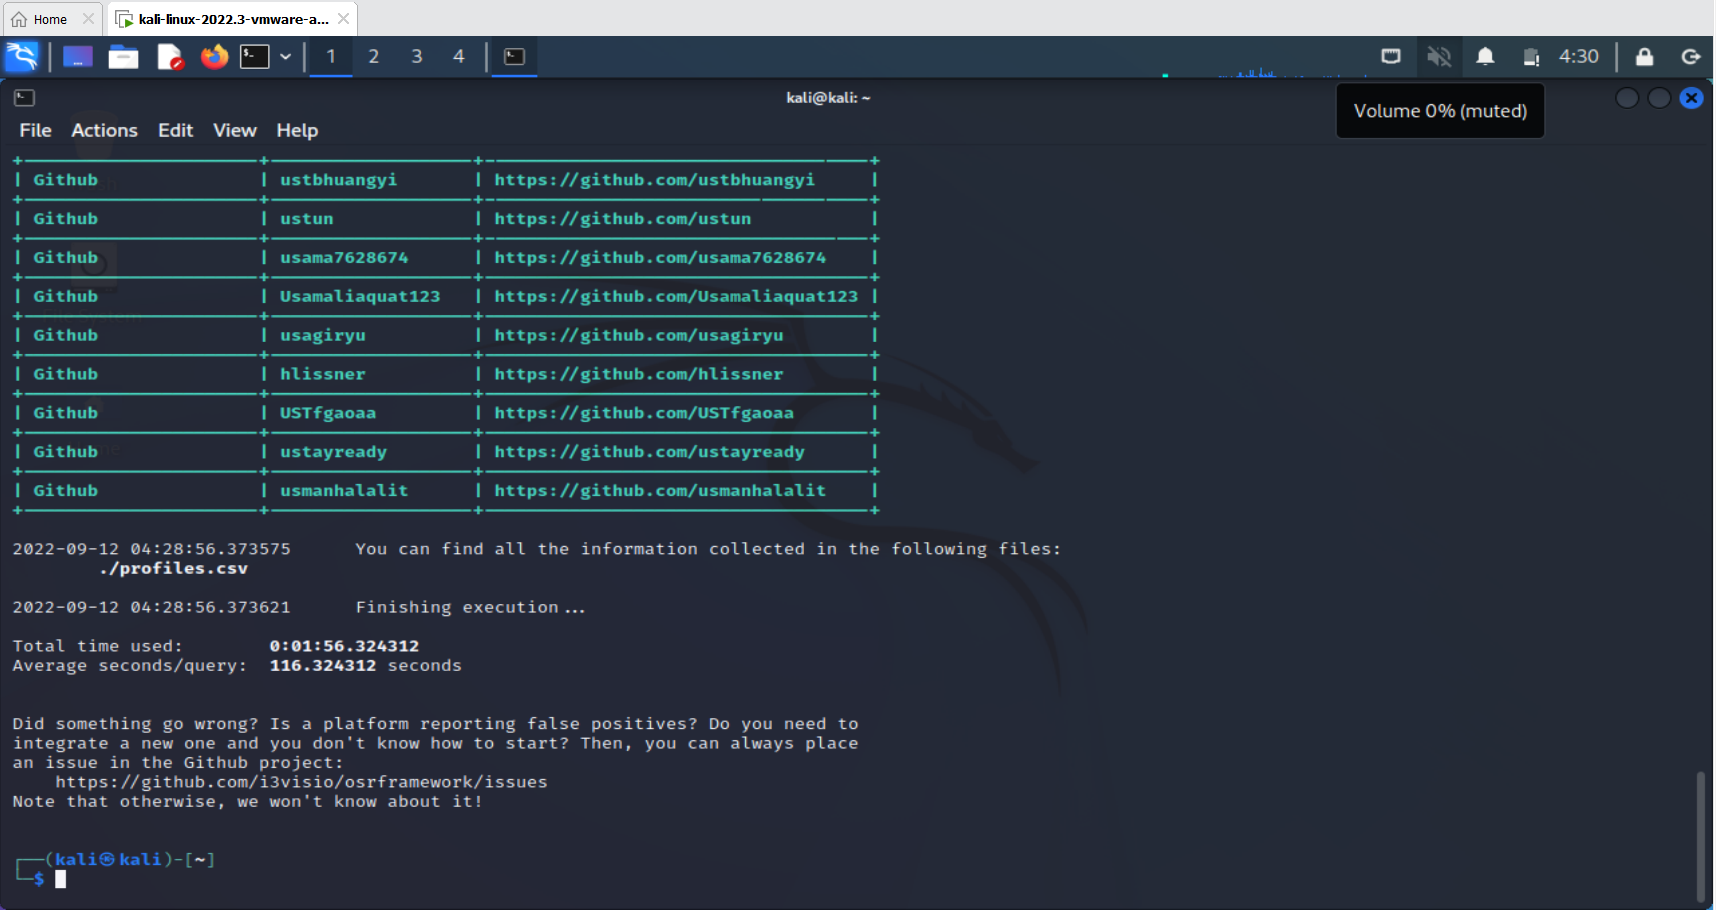 Home
kali-linux-2022.3-vmware-a...
1 2 3 4
4:30
kali@kali: ~
Volume 0% (muted)
File Actions Edit View Help
| Github | ustbhuangyi | https://github.com/ustbhuangyi |
| Github | ustun | https://github.com/ustun |
| Github | usama7628674 | https://github.com/usama7628674 |
| Github | Usamaliaquat123 | https://github.com/Usamaliaquat123 |
| Github | usagiryu | https://github.com/usagiryu |
| Github | hlissner | https://github.com/hlissner |
| Github | USTfgaoaa | https://github.com/USTfgaoaa |
| Github | ustayready | https://github.com/ustayready |
| Github | usmanhalalit | https://github.com/usmanhalalit |
2022-09-12 04:28:56.373575 You can find all the information collected in the following files:
./profiles.csv
2022-09-12 04:28:56.373621 Finishing execution...
Total time used: 0:01:56.324312
Average seconds/query: 116.324312 seconds
Did something go wrong? Is a platform reporting false positives? Do you need to
integrate a new one and you don't know how to start? Then, you can always place
an issue in the Github project:
https://github.com/i3visio/osrframework/issues
Note that otherwise, we won't know about it!
(kali㉿kali)-[~]
$